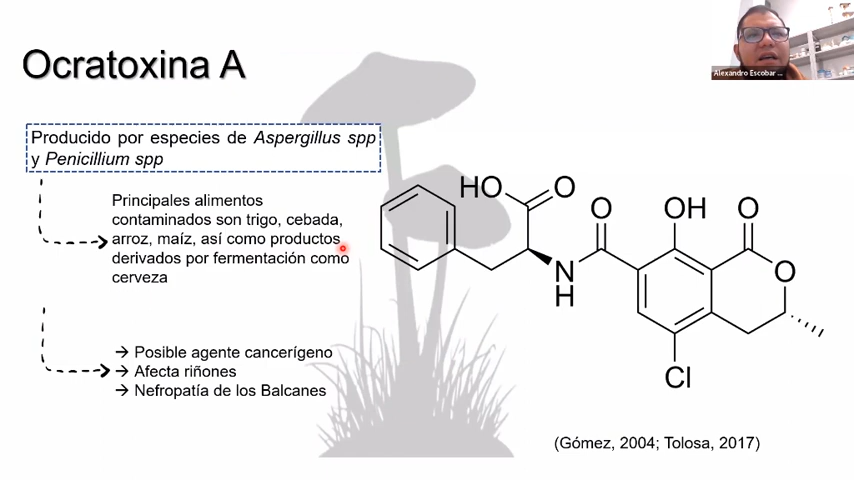 Ocratoxina A
Alexandro Escobar ...
Producido por especies de Aspergillus spp
y Penicillium spp
Principales alimentos
contaminados son trigo, cebada,
arroz, maíz, así como productos
derivados por fermentación como
cerveza
→ Posible agente cancerígeno
→ Afecta riñones
→ Nefropatía de los Balcanes
HO
O
O
OH
O
O
N
H
Cl
(Gómez, 2004; Tolosa, 2017)